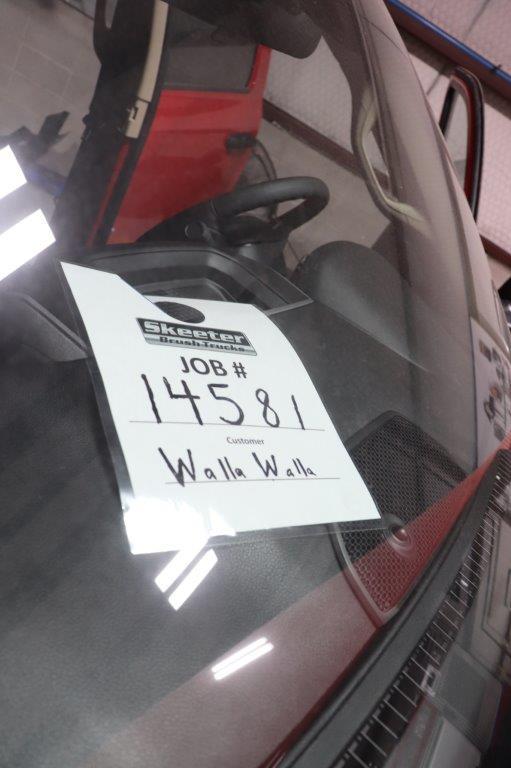 Skeeter
Brush Trucks
JOB #
14581
Customer
Walla Walla